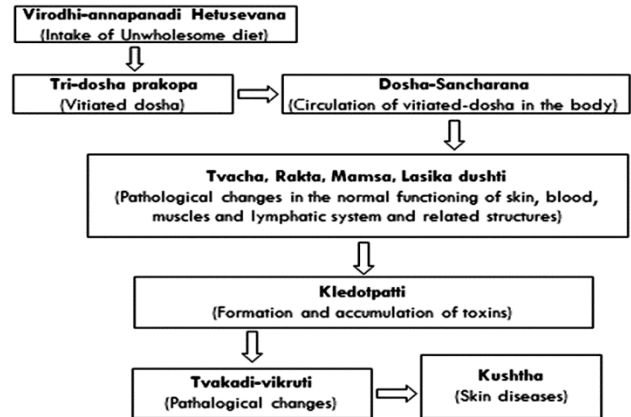 Virodhi-annapanadi Hetusevana
(Intake of Unwholesome diet)
Tri-dosha prakopa
(Vitiated dosha)
Dosha-Sancharana
(Circulation of vitiated-dosha in the body)
Tvacha, Rakta, Mamsa, Lasika dushti
(Pathological changes in the normal functioning of skin, blood,
muscles and lymphatic system and related structures)
Kledotpatti
(Formation and accumulation of toxins)
Tvakadi-vikruti
(Pathalogical changes)
Kushtha
(Skin diseases)